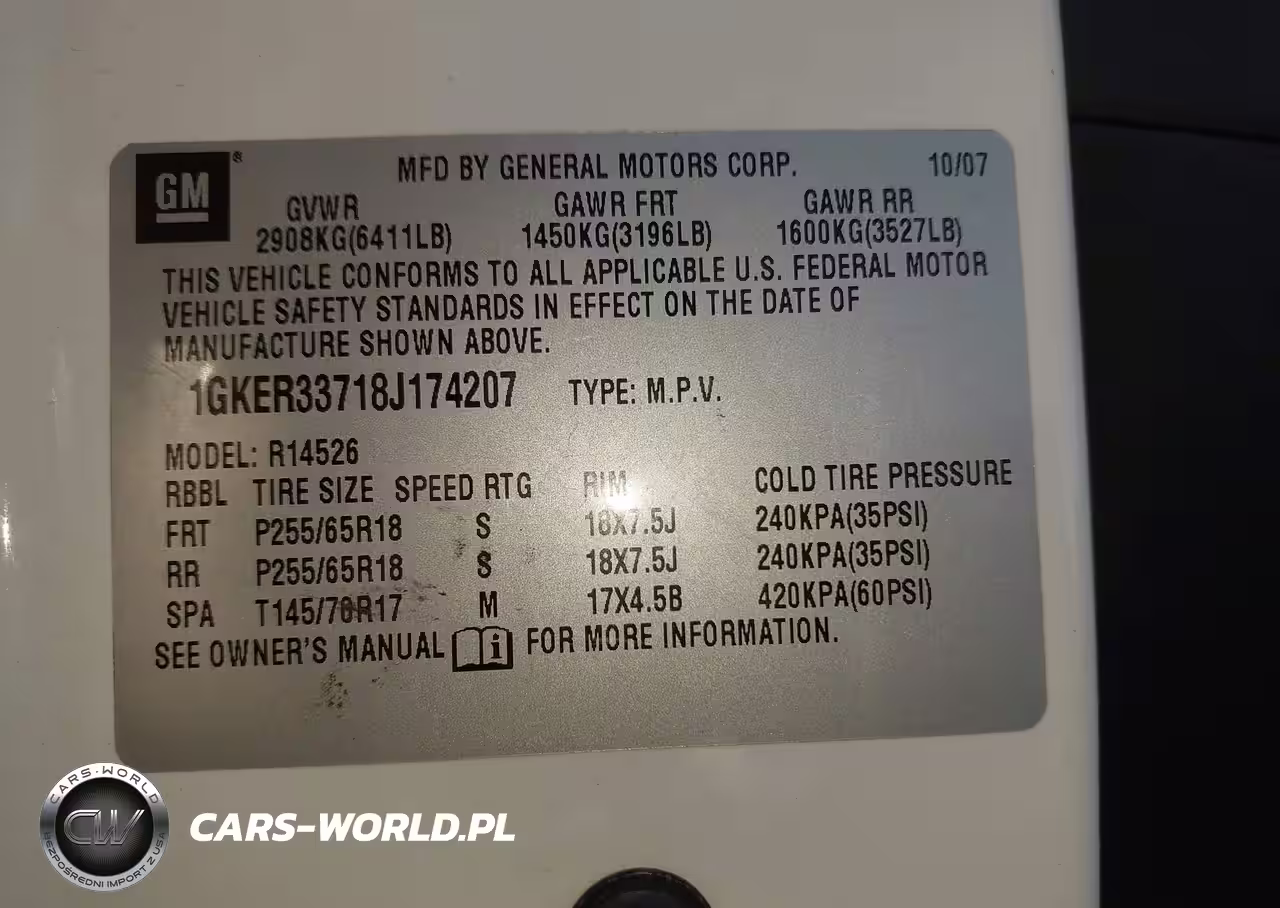 GM®
MFD BY GENERAL MOTORS CORP. 10/07
GVWR GAWR FRT GAWR RR
2908KG(6411LB) 1450KG(3196LB) 1600KG(3527LB)
THIS VEHICLE CONFORMS TO ALL APPLICABLE U.S. FEDERAL MOTOR
VEHICLE SAFETY STANDARDS IN EFFECT ON THE DATE OF
MANUFACTURE SHOWN ABOVE.
1GKER33718J174207 TYPE: M.P.V.
MODEL: R14526
RBBL TIRE SIZE SPEED RTG RIM COLD TIRE PRESSURE
FRT P255/65R18 S 18X7.5J 240KPA(35PSI)
RR P255/65R18 S 18X7.5J 240KPA(35PSI)
SPA T145/70R17 M 17X4.5B 420KPA(60PSI)
SEE OWNER'S MANUAL i FOR MORE INFORMATION.
CARS-WORLD
CW
BEZPOŚREDNI IMPORT Z USA
CARS-WORLD.PL